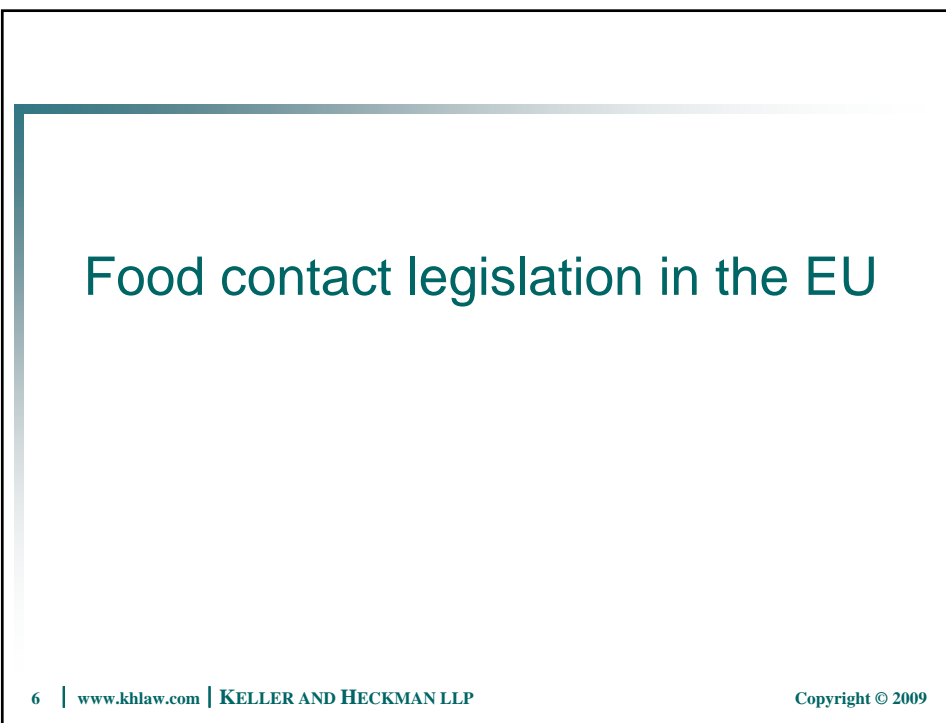 Food contact legislation in the EU
6 | www.khlaw.com | KELLER AND HECKMAN LLP Copyright © 2009